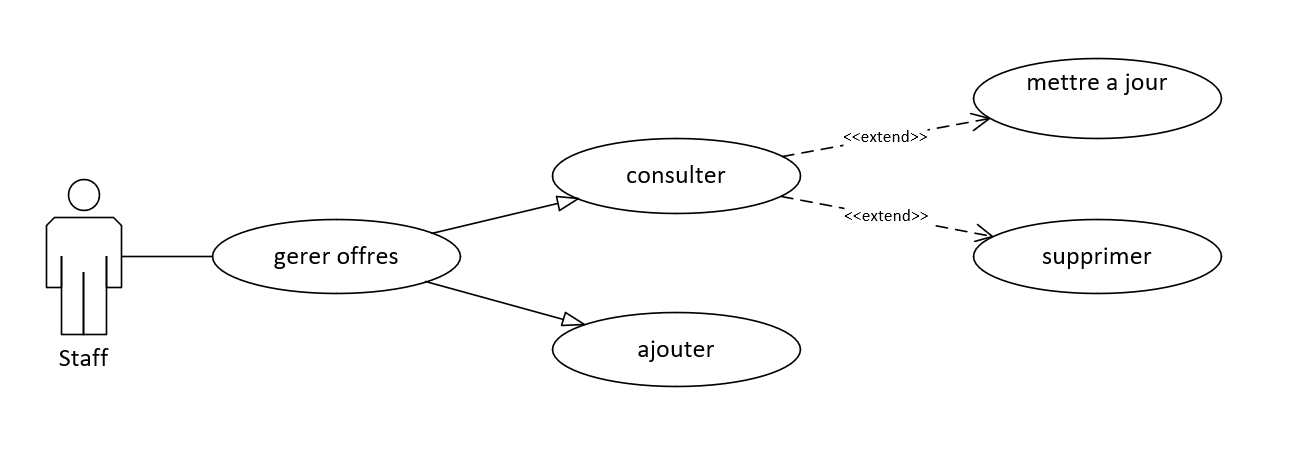 mettre a jour
<<extend>>
consulter
<<extend>>
gerer offres
supprimer
ajouter
Staff